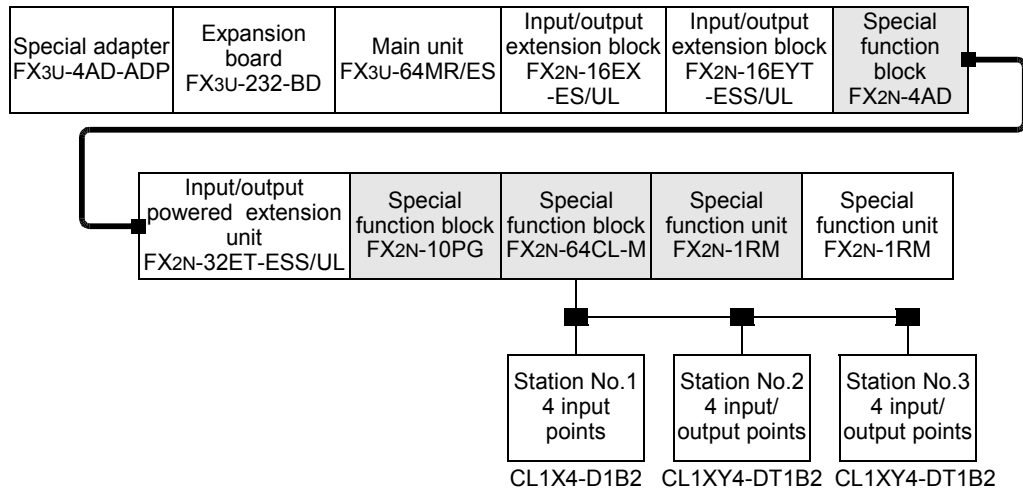 Special adapter
FX3U-4AD-ADP
Expansion
board
FX3U-232-BD
Main unit
FX3U-64MR/ES
Input/output
extension block
FX2N-16EX
-ES/UL
Input/output
extension block
FX2N-16EYT
-ESS/UL
Special
function
block
FX2N-4AD
Input/output
powered extension
unit
FX2N-32ET-ESS/UL
Special
function block
FX2N-10PG
Special
function block
FX2N-64CL-M
Special
function unit
FX2N-1RM
Special
function unit
FX2N-1RM
Station No.1
4 input
points
CL1X4-D1B2
Station No.2
4 input/
output points
CL1XY4-DT1B2
Station No.3
4 input/
output points
CL1XY4-DT1B2